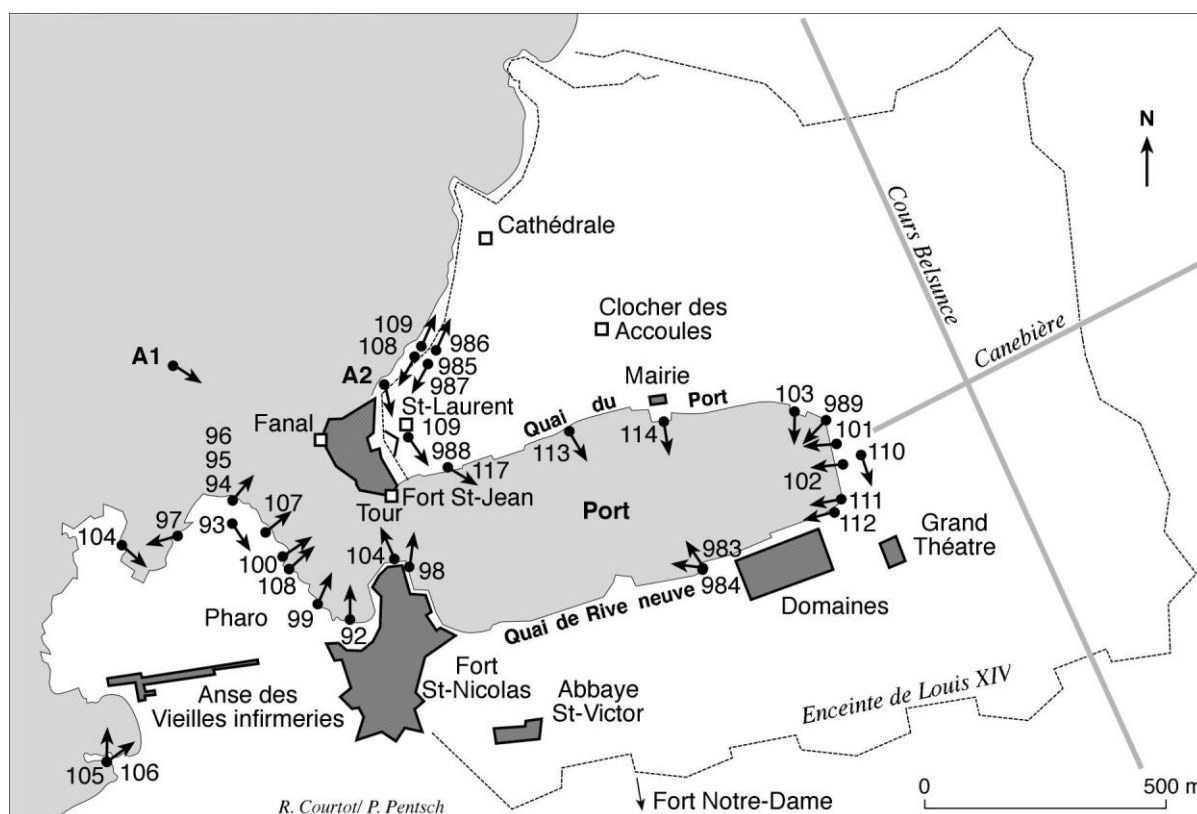 N
Cours Belsunce
Canebière
Cathédrale
Clocher des
Accoules
Mairie
109
108
986
985
987
A1
A2
St-Laurent
Quai du Port
103
989
101
110
102
111
112
Fanal
109
988
117
113
114
96
95
94
93
107
97
104
100
108
99
92
Tour
Fort St-Jean
Port
104
98
983
984
Grand
Théatre
Domaines
Pharo
Quai de Rive neuve
Fort
St-Nicolas
Anse des
Vieilles infirmeries
Abbaye
St-Victor
Enceinte de Louis XIV
105
106
R. Courtot/ P. Pentsch
Fort Notre-Dame
0
500 m